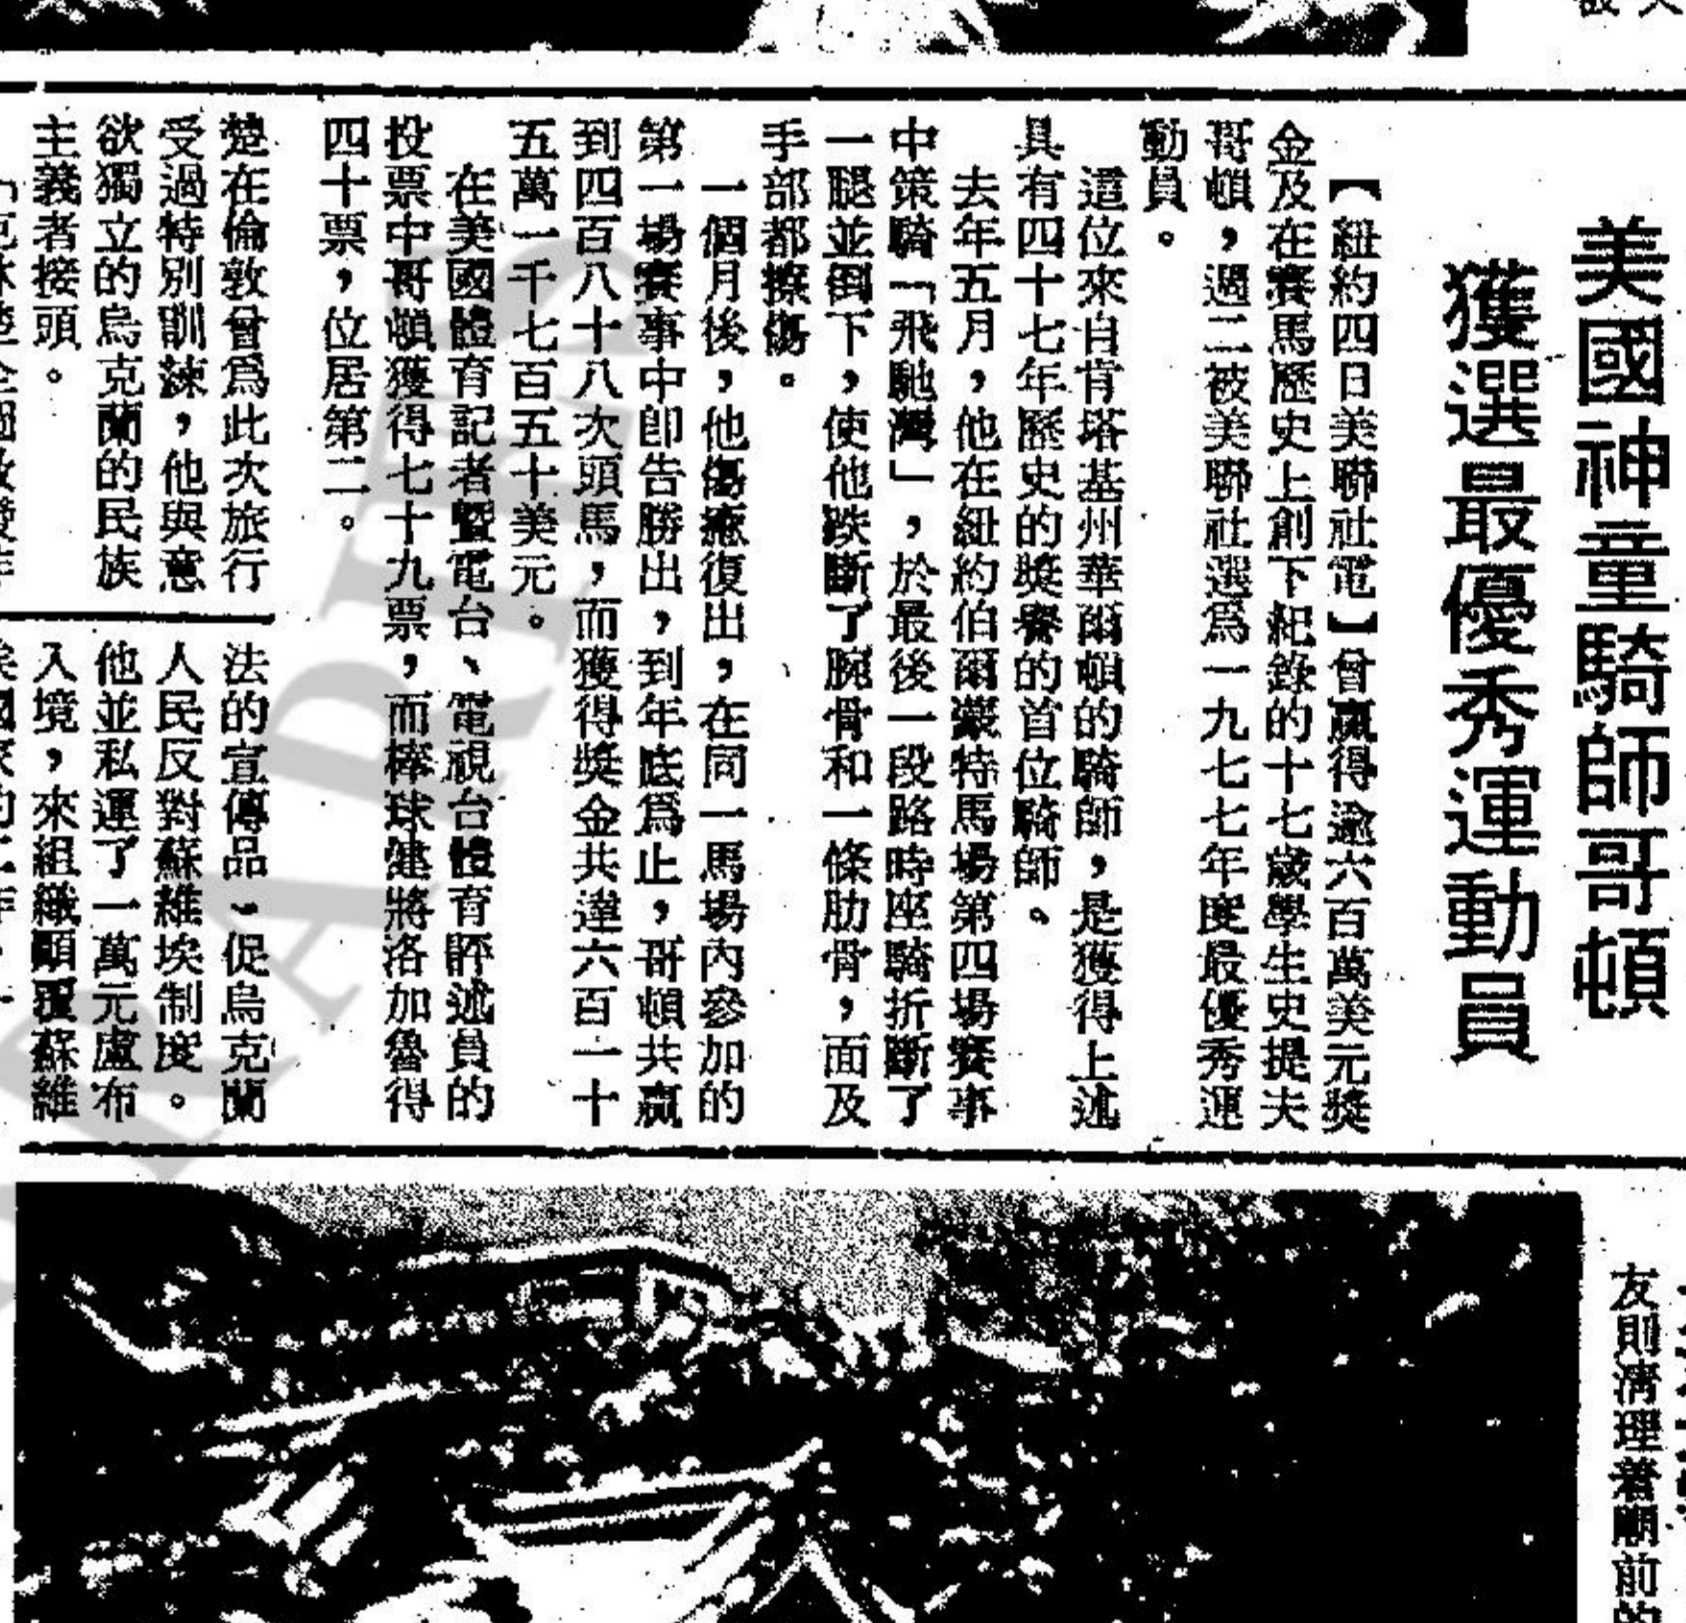 美國神童騎師哥頓
獲選最優秀運動員
【紐約四日美聯社電】曾贏得逾六百萬美元獎
金及在賽馬歷史上創下紀錄的十七歲學生史提夫
哥頓，週二被美聯社選爲一九七七年度最優秀運
動員。
這位來自肯塔基州華爾頓的騎師，是獲得上述
具有四十七年歷史的獎譽的首位騎師。
去年五月，他在紐約伯爾濛特馬場第四場賽事
中策騎「飛馳灣」，於最後一段路時座騎折斷了
一腿並倒下，使他跌斷了腕骨和一條肋骨，面及
手部都擦傷。
一個月後，他傷癒復出，在同一馬場內參加的
第一場賽事中即告勝出，到年底爲止，哥頓共贏
到四百八十八次頭馬，而獲得獎金共達六百一十
五萬一千七百五十美元。
在美國體育記者暨電台、電視台體育評述員的
投票中哥頓獲得七十九票，而棒球健將洛加魯得
四十票，位居第二。
楚在倫敦曾爲此次旅行
受過特別訓練，他與意
欲獨立的烏克蘭的民族
主義者接頭。
法的宣傳品、促烏克蘭
人民反對蘇維埃制度。
他並私運了一萬元盧布
入境，來組織顚覆蘇維
友則清理着廟前的